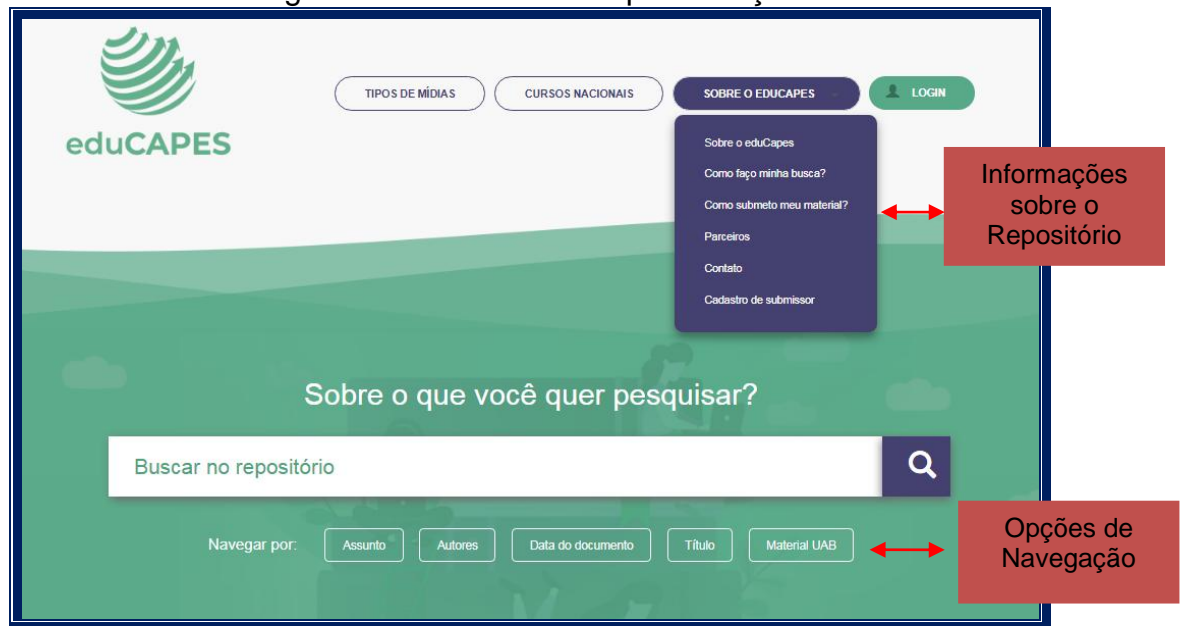 eduCAPES
TIPOS DE MÍDIAS
CURSOS NACIONAIS
SOBRE O EDUCAPES
LOGIN
Sobre o eduCapes
Como faço minha busca?
Como submeto meu material?
Parceiros
Contato
Cadastro de submissor
Informações
sobre o
Repositório
Sobre o que você quer pesquisar?
Buscar no repositório
Navegar por:
Assunto
Autores
Data do documento
Título
Material UAB
Opções de
Navegação